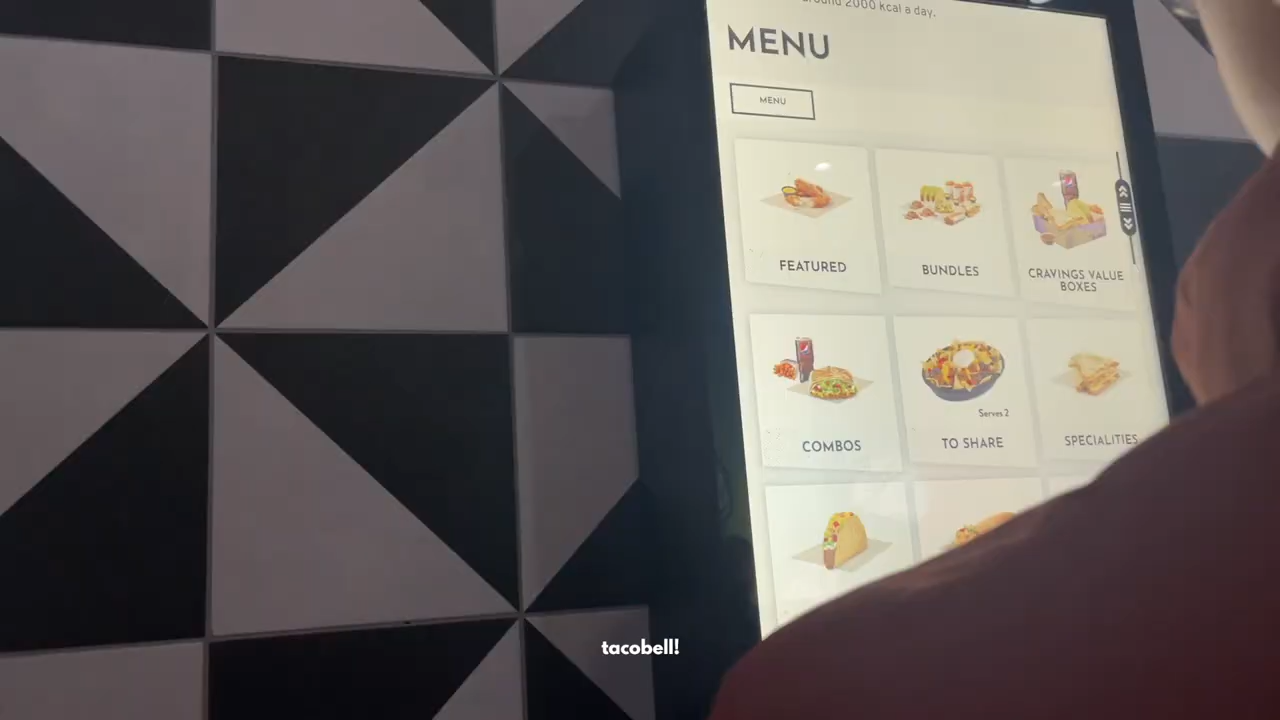 around 2000 kcal a day.
MENU
MENU
FEATURED
BUNDLES
CRAVINGS VALUE
BOXES
COMBOS
Serves 2
TO SHARE
SPECIALITIES
tacobell!